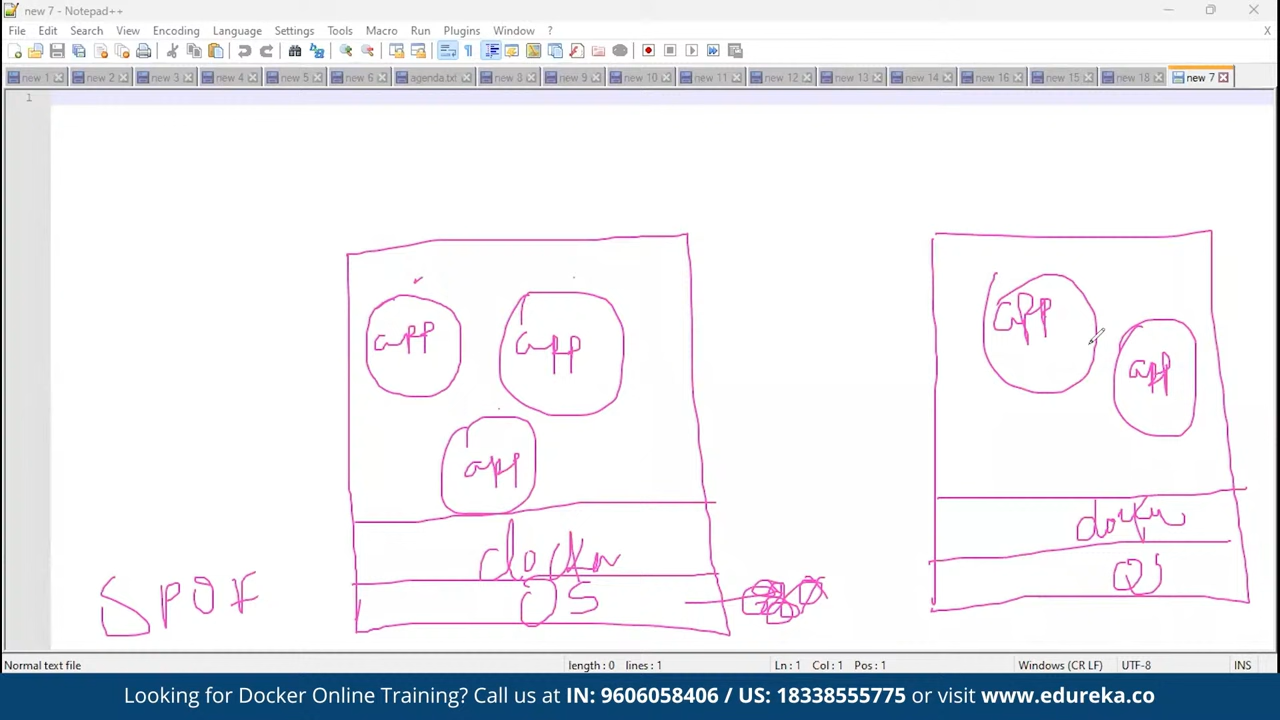 new 7 - Notepad++
File Edit Search View Encoding Language Settings Tools Macro Run Plugins Window ?
X
new 1 new 2 new 3 new 4 new 5 new 6 agenda.txt new 8 new 9 new 10 new 11 new 12 new 13 new 14 new 16 new 15 new 18 new 7
1
app app
app
app
app
docker
OS
docker
OS
SPOF
Normal text file length : 0 lines : 1 Ln : 1 Col : 1 Pos : 1 Windows (CR LF) UTF-8 INS
Looking for Docker Online Training? Call us at IN: 9606058406 / US: 18338555775 or visit www.edureka.co